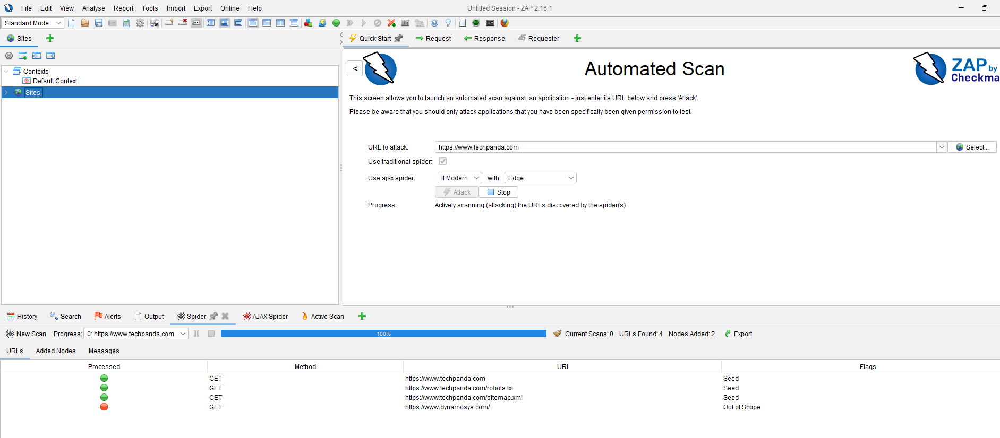 File Edit View Analyse Report Tools Import Export Online Help Untitled Session - ZAP 2.16.1
Standard Mode
Sites Quick Start Request Response Requester
< Automated Scan ZAP by
Checkma
Contexts
Default Context
Sites
This screen allows you to launch an automated scan against an application - just enter its URL below and press 'Attack'.
Please be aware that you should only attack applications that you have been specifically been given permission to test.
URL to attack: https://www.techpanda.com Select...
Use traditional spider:
Use ajax spider: If Modern with Edge
Attack Stop
Progress: Actively scanning (attacking) the URLs discovered by the spider(s)
History Search Alerts Output Spider AJAX Spider Active Scan
New Scan Progress: 0: https://www.techpanda.com 100% Current Scans: 0 URLs Found: 4 Nodes Added: 2 Export
URLs Added Nodes Messages
Processed Method URI Flags
GET https://www.techpanda.com Seed
GET https://www.techpanda.com/robots.txt Seed
GET https://www.techpanda.com/sitemap.xml Seed
GET https://www.dynamosys.com/ Out of Scope